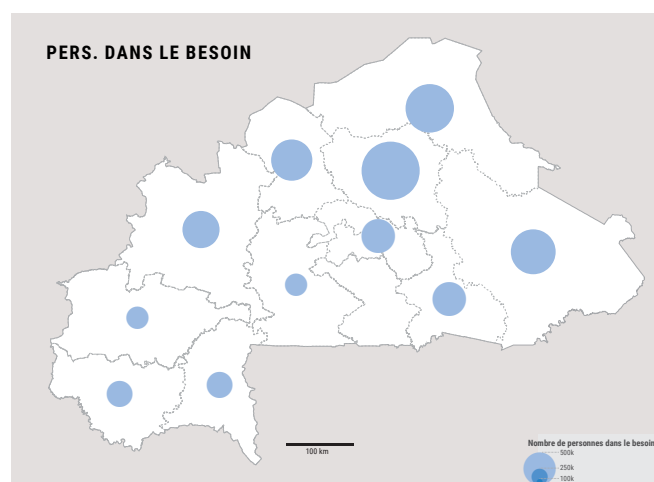 PERS. DANS LE BESOIN
100 km
Nombre de personnes dans le besoin
500k
250k
100k